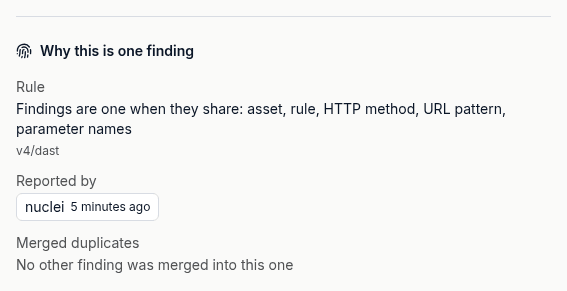 Why this is one finding
Rule
Findings are one when they share: asset, rule, HTTP method, URL pattern,
parameter names
v4/dast
Reported by
nuclei 5 minutes ago
Merged duplicates
No other finding was merged into this one